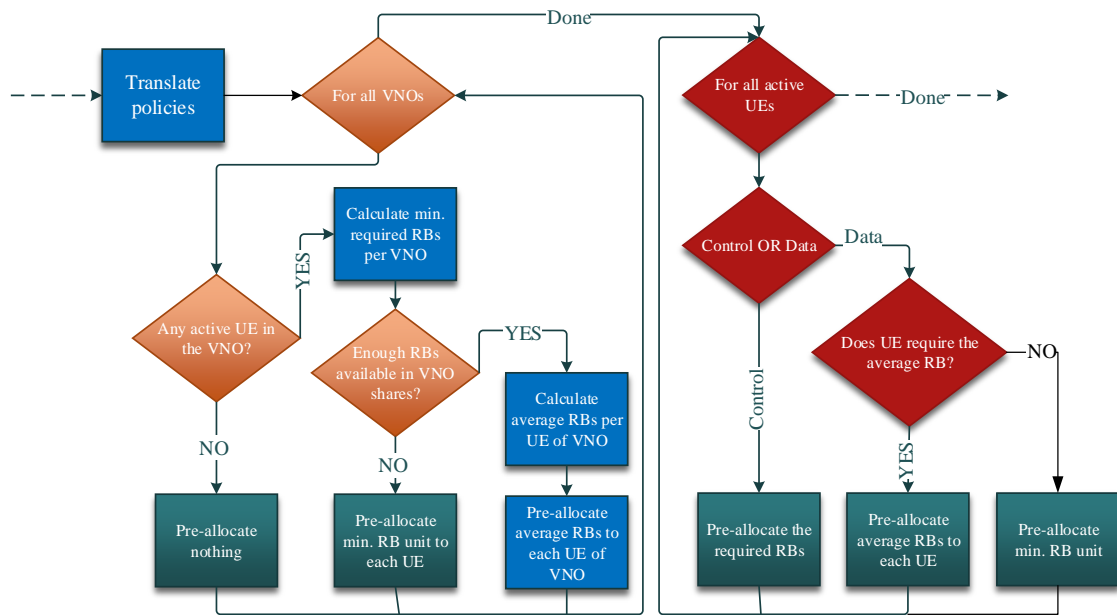 Done
Translate
policies
For all VNOs
For all active
UEs
Done
Calculate min.
required RBs
per VNO
Control OR Data
Data
YES
Any active UE in
the VNO?
Enough RBs
available in VNO
shares?
YES
Does UE require the
average RB?
NO
Calculate
average RBs per
UE of VNO
Control
NO
NO
YES
Pre-allocate
nothing
Pre-allocate
min. RB unit to
each UE
Pre-allocate
average RBs to
each UE of
VNO
Pre-allocate the
required RBs
Pre-allocate
average RBs to
each UE
Pre-allocate
min. RB unit